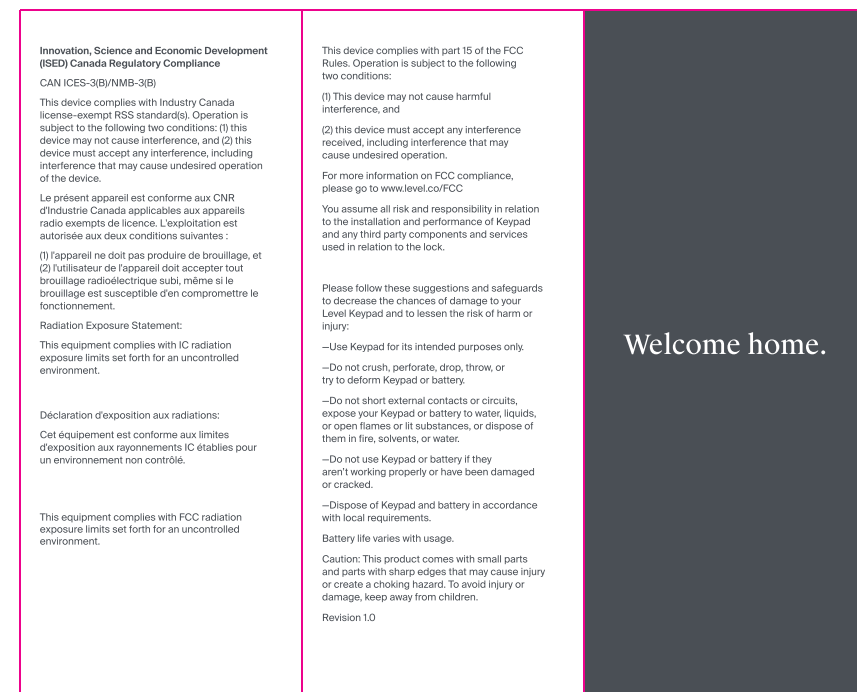 Innovation, Science and Economic Development
(ISED) Canada Regulatory Compliance
CAN ICES-3(B)/NMB-3(B)
This device complies with Industry Canada
license-exempt RSS standard(s). Operation is
subject to the following two conditions: (1) this
device may not cause interference, and (2) this
device must accept any interference, including
interference that may cause undesired operation
of the device.
Le présent appareil est conforme aux CNR
d'Industrie Canada applicables aux appareils
radio exempts de licence. L'exploitation est
autorisée aux deux conditions suivantes :
(1) l'appareil ne doit pas produire de brouillage, et
(2) l'utilisateur de l'appareil doit accepter tout
brouillage radioélectrique subi, même si le
brouillage est susceptible d'en compromettre le
fonctionnement.
Radiation Exposure Statement:
This equipment complies with IC radiation
exposure limits set forth for an uncontrolled
environment.
Déclaration d'exposition aux radiations:
Cet équipement est conforme aux limites
d'exposition aux rayonnements IC établies pour
un environnement non contrôlé.
This equipment complies with FCC radiation
exposure limits set forth for an uncontrolled
environment.
This device complies with part 15 of the FCC
Rules. Operation is subject to the following
two conditions:
(1) This device may not cause harmful
interference, and
(2) this device must accept any interference
received, including interference that may
cause undesired operation.
For more information on FCC compliance,
please go to www.level.co/FCC
You assume all risk and responsibility in relation
to the installation and performance of Keypad
and any third party components and services
used in relation to the lock.
Please follow these suggestions and safeguards
to decrease the chances of damage to your
Level Keypad and to lessen the risk of harm or
injury:
—Use Keypad for its intended purposes only.
—Do not crush, perforate, drop, throw, or
try to deform Keypad or battery.
—Do not short external contacts or circuits,
expose your Keypad or battery to water, liquids,
or open flames or lit substances, or dispose of
them in fire, solvents, or water.
—Do not use Keypad or battery if they
aren't working properly or have been damaged
or cracked.
—Dispose of Keypad and battery in accordance
with local requirements.
Battery life varies with usage.
Caution: This product comes with small parts
and parts with sharp edges that may cause injury
or create a choking hazard. To avoid injury or
damage, keep away from children.
Revision 1.0
Welcome home.